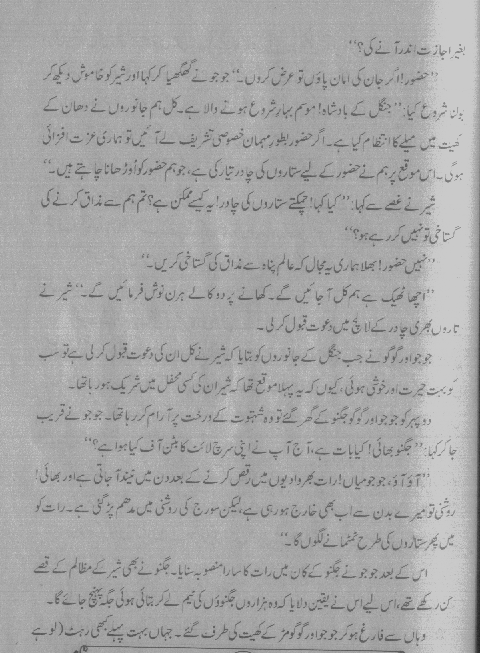 بغیر اجازت اندر آنے کی؟‘‘
’’حضور! اگر جان کی امان پاؤں تو عرض کروں۔‘‘ جوجو نے گھگھیا کر کہا اور شیر کو خاموش دیکھ کر
بولنا شروع کیا: ’’جنگل کے بادشاہ! موسم بہار شروع ہونے والا ہے۔ کل ہم جانوروں نے دھان کے
کھیت میں میلے کا انتظام کیا ہے۔ اگر حضور بطور مہمان خصوصی تشریف لے آئیں تو ہماری عزت افزائی
ہوگی۔ اس موقع پر ہم نے حضور کے لیے ستاروں کی چادر تیار کی ہے، جو ہم حضور کو اُوڑھانا چاہتے ہیں۔‘‘
شیر نے غصے سے کہا: ’’کیا کہا! چمکتے ستاروں کی چادر! یہ کیسے ممکن ہے؟ تم ہم سے مذاق کرنے کی
گستاخی تو نہیں کر رہے ہو؟‘‘
’’نہیں حضور! بھلا ہماری یہ مجال کہ عالم پناہ سے مذاق کی گستاخی کریں۔‘‘
’’اچھا ٹھیک ہے ہم کل آ جائیں گے۔ کھانے پر دو کالے ہرن نوش فرمائیں گے۔‘‘ شیر نے
تاروں بھری چادر کے لالچ میں دعوت قبول کر لی۔
جوجو اور گوگو نے جب جنگل کے جانوروں کو بتایا کہ شیر نے کل ان کی دعوت قبول کر لی ہے تو سب
کو بہت حیرت اور خوشی ہوئی، کیوں کہ یہ پہلا موقع تھا کہ شیر ان کی کسی محفل میں شریک ہو رہا تھا۔
دوپہر کو جوجو اور گوگو جگنو کے گھر گئے تو وہ شہتوت کے درخت پر آرام کر رہا تھا۔ جوجو نے قریب
جا کر کہا: ’’جگنو بھائی! کیا بات ہے، آج آپ نے اپنی سرچ لائٹ کا بٹن آف کیا ہوا ہے؟‘‘
’’آؤ آؤ، جوجو میاں! رات بھر وادیوں میں رقص کرنے کے بعد دن میں نیند آ جاتی ہے اور بھائی!
روشنی تو میرے بدن سے اب بھی خارج ہو رہی ہے، لیکن سورج کی روشنی میں مدھم پڑ گئی ہے۔ رات کو
میں پھر ستاروں کی طرح ٹمٹمانے لگوں گا۔‘‘
اس کے بعد جوجو نے جگنو کے کان میں رات کا سارا منصوبہ سنایا۔ جگنو نے بھی شیر کے مظالم کے قصے
سن رکھے تھے، اس لیے اس نے یقین دلایا کہ وہ ہزاروں جگنوؤں کی ٹیم لے کر بتائی ہوئی جگہ پہنچ جائے گا۔
وہاں سے فارغ ہو کر جوجو اور گوگو مٹر کے کھیت کی طرف گئے۔ جہاں بہت پہلے کبھی رہٹ (لوہے